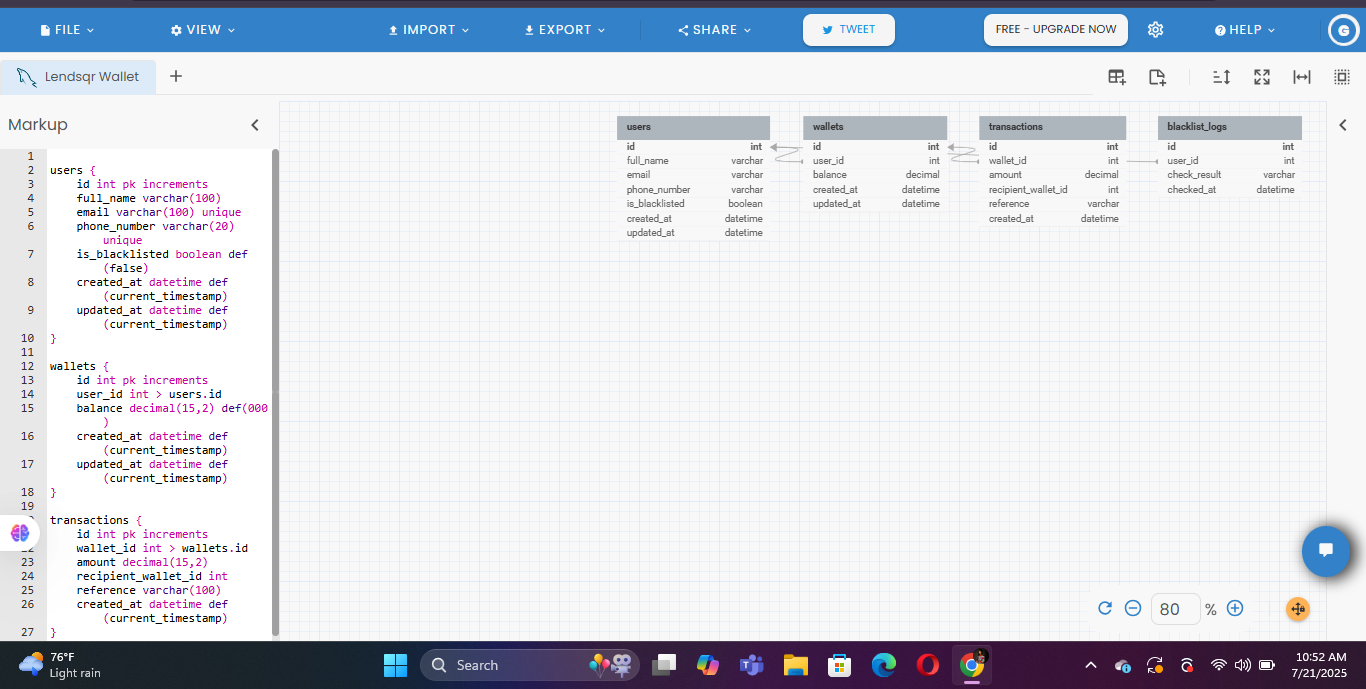 FILE VIEW IMPORT EXPORT SHARE TWEET FREE - UPGRADE NOW HELP G
Lendsqr Wallet +
Markup
1
2 users {
3 id int pk increments
4 full_name varchar(100)
5 email varchar(100) unique
6 phone_number varchar(20)
unique
7 is_blacklisted boolean def
(false)
8 created_at datetime def
(current_timestamp)
9 updated_at datetime def
(current_timestamp)
10 }
11
12 wallets {
13 id int pk increments
14 user_id int > users.id
15 balance decimal(15,2) def(000
)
16 created_at datetime def
(current_timestamp)
17 updated_at datetime def
(current_timestamp)
18 }
19
transactions {
id int pk increments
wallet_id int > wallets.id
23 amount decimal(15,2)
24 recipient_wallet_id int
25 reference varchar(100)
26 created_at datetime def
(current_timestamp)
27 }
users
id int
full_name varchar
email varchar
phone_number varchar
is_blacklisted boolean
created_at datetime
updated_at datetime
wallets
id int
user_id int
balance decimal
created_at datetime
updated_at datetime
transactions
id int
wallet_id int
amount decimal
recipient_wallet_id int
reference varchar
created_at datetime
blacklist_logs
id int
user_id int
check_result varchar
checked_at datetime
80 %
76°F
Light rain
Search
10:52 AM
7/21/2025